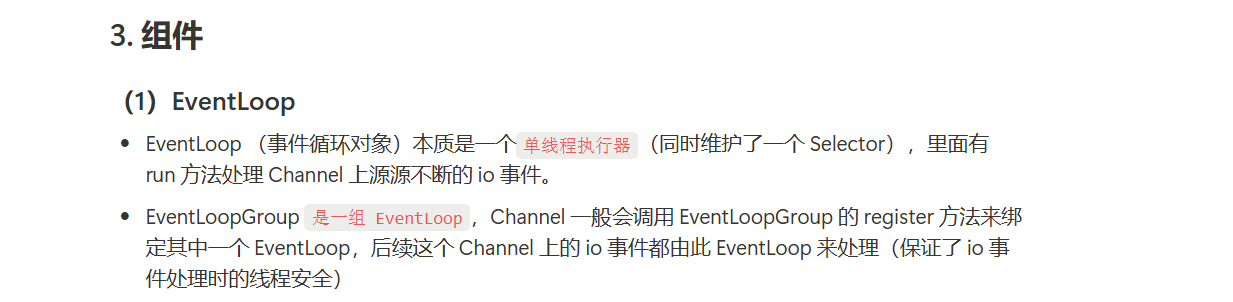 3. 组件
（1）EventLoop
EventLoop （事件循环对象）本质是一个 单线程执行器 （同时维护了一个 Selector），里面有
run 方法处理 Channel 上源源不断的 io 事件。
EventLoopGroup 是一组 EventLoop ，Channel 一般会调用 EventLoopGroup 的 register 方法来绑
定其中一个 EventLoop，后续这个 Channel 上的 io 事件都由此 EventLoop 来处理（保证了 io 事
件处理时的线程安全）